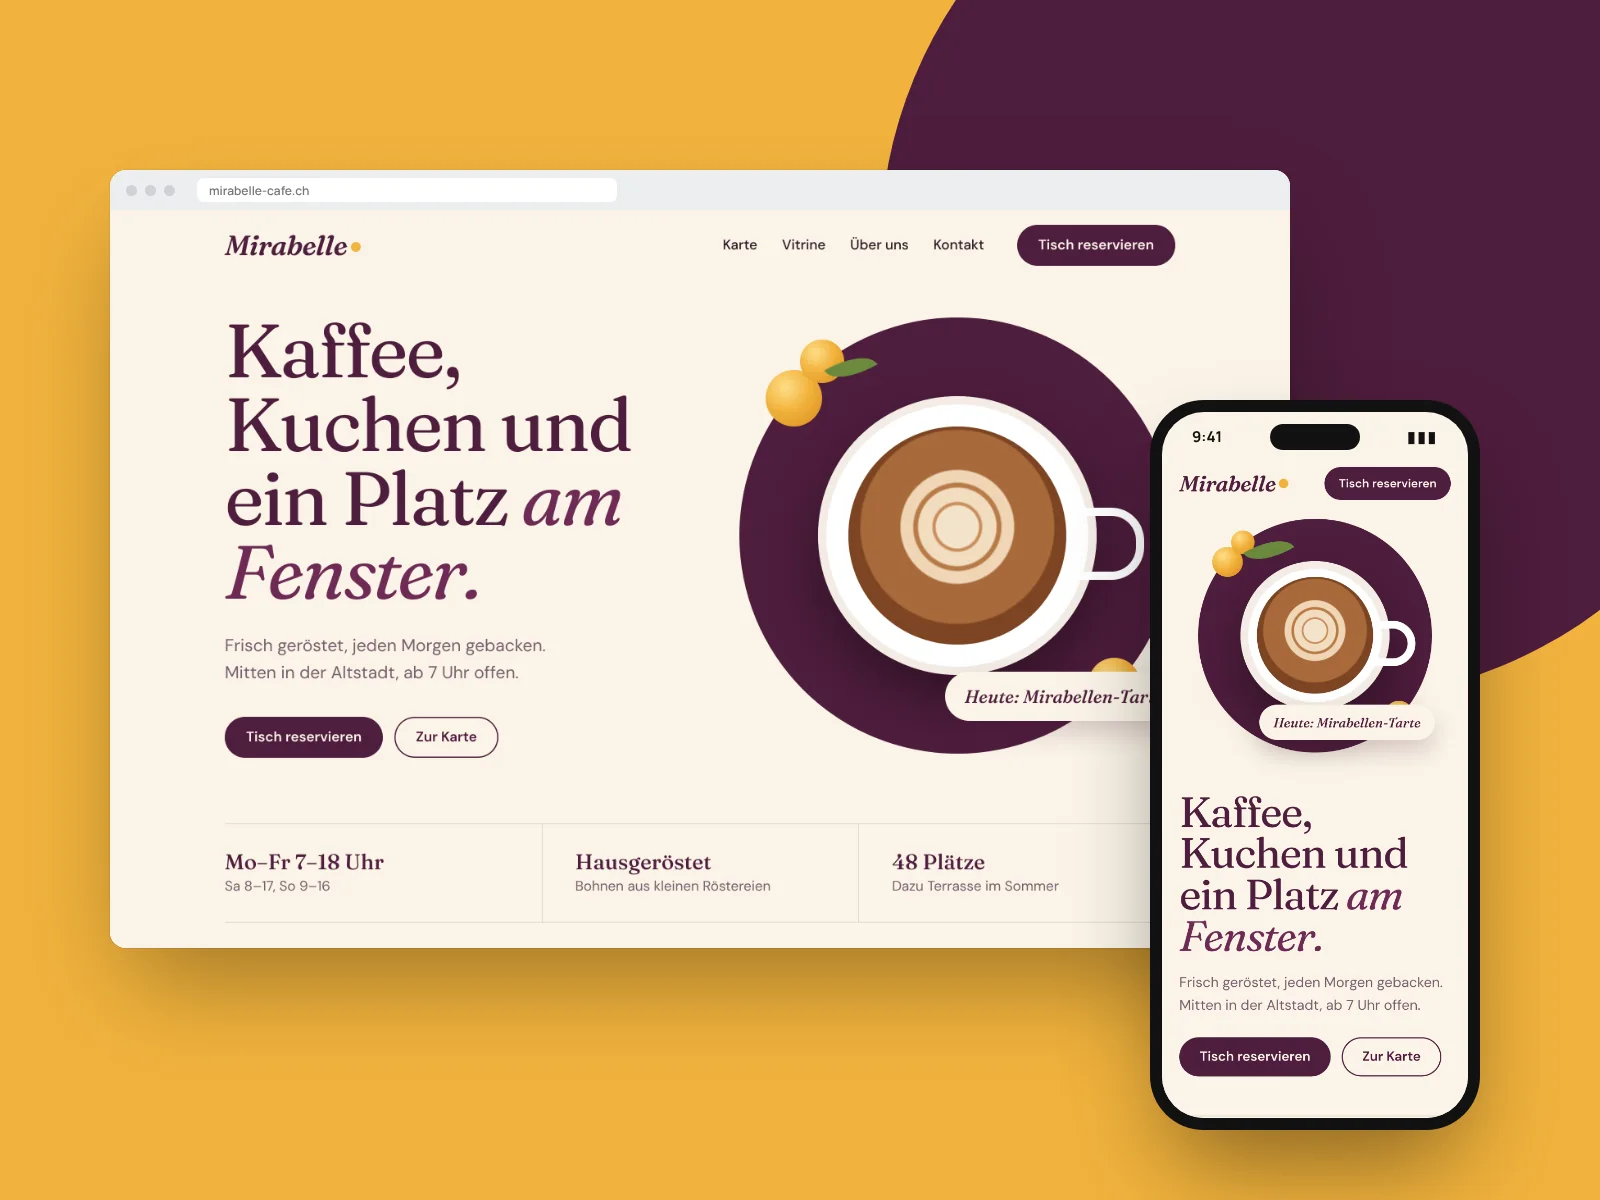 mirabelle-cafe.ch
Mirabelle
Karte Vitrine Über uns Kontakt Tisch reservieren
Kaffee,
Kuchen und
ein Platz am
Fenster.
Frisch geröstet, jeden Morgen gebacken.
Mitten in der Altstadt, ab 7 Uhr offen.
Tisch reservieren Zur Karte
Heute: Mirabellen-Tar
Mo–Fr 7–18 Uhr
Sa 8–17, So 9–16
Hausgeröstet
Bohnen aus kleinen Röstereien
48 Plätze
Dazu Terrasse im Sommer
9:41
Mirabelle Tisch reservieren
Heute: Mirabellen-Tarte
Kaffee,
Kuchen und
ein Platz am
Fenster.
Frisch geröstet, jeden Morgen gebacken.
Mitten in der Altstadt, ab 7 Uhr offen.
Tisch reservieren Zur Karte